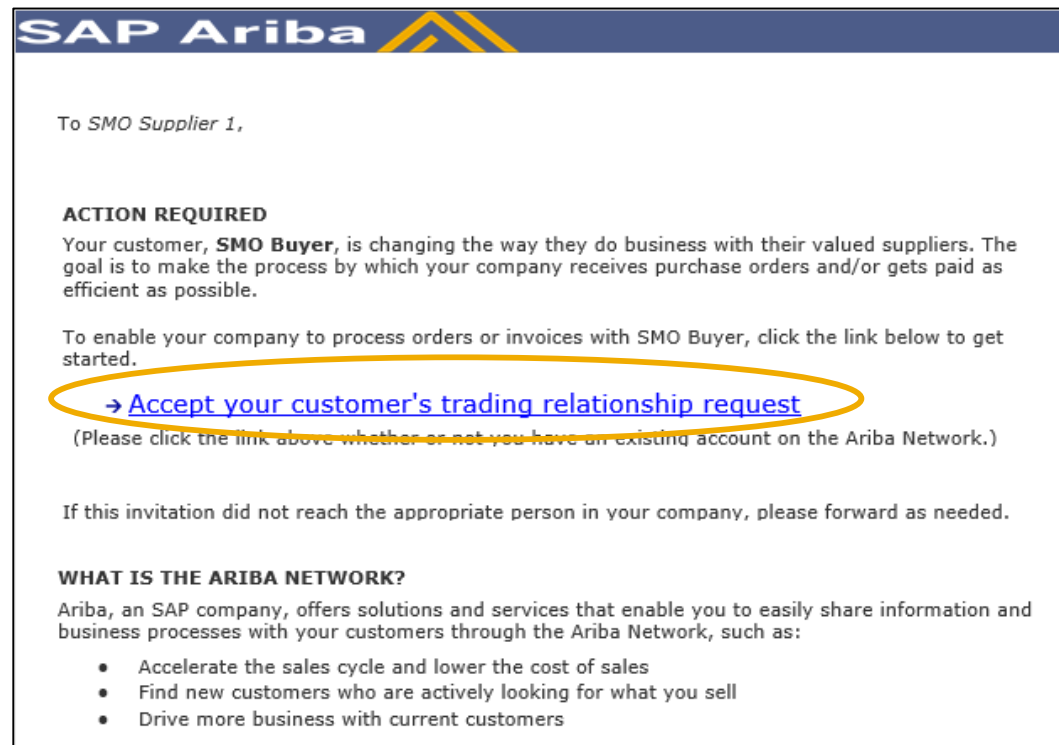 SAP Ariba
To SMO Supplier 1,
ACTION REQUIRED
Your customer, SMO Buyer, is changing the way they do business with their valued suppliers. The
goal is to make the process by which your company receives purchase orders and/or gets paid as
efficient as possible.
To enable your company to process orders or invoices with SMO Buyer, click the link below to get
started.
→ Accept your customer's trading relationship request
(Please click the link above whether or not you have an existing account on the Ariba Network.)
If this invitation did not reach the appropriate person in your company, please forward as needed.
WHAT IS THE ARIBA NETWORK?
Ariba, an SAP company, offers solutions and services that enable you to easily share information and
business processes with your customers through the Ariba Network, such as:
• Accelerate the sales cycle and lower the cost of sales
• Find new customers who are actively looking for what you sell
• Drive more business with current customers